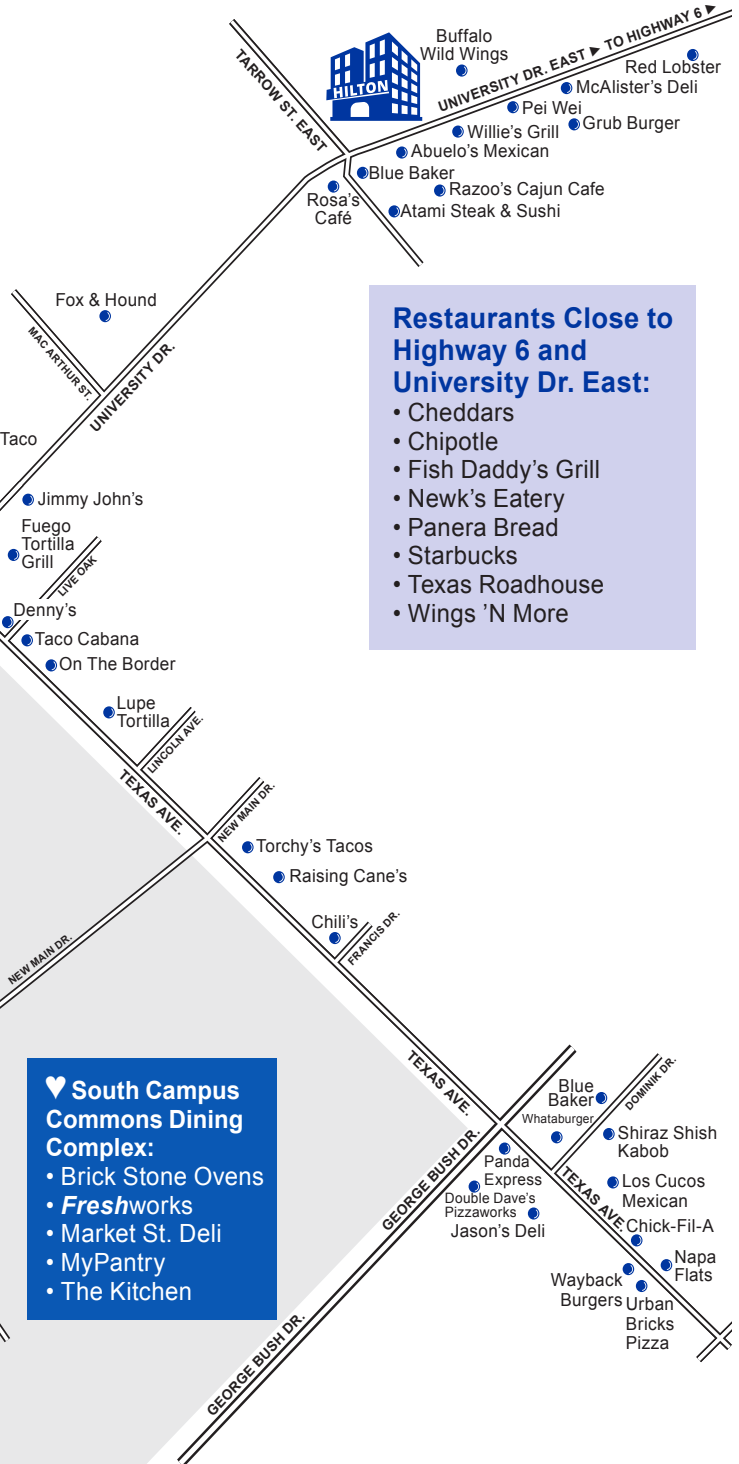 Buffalo
Wild Wings
UNIVERSITY DR. EAST ► TO HIGHWAY 6 ►
TARROW ST. EAST
HILTON
Red Lobster
McAlister's Deli
Pei Wei
Grub Burger
Willie's Grill
Abuelo's Mexican
Blue Baker
Razoo's Cajun Cafe
Rosa's
Café
Atami Steak & Sushi
Fox & Hound
MAC ARTHUR ST.
UNIVERSITY DR.
Restaurants Close to
Highway 6 and
University Dr. East:
• Cheddars
• Chipotle
• Fish Daddy's Grill
• Newk's Eatery
• Panera Bread
• Starbucks
• Texas Roadhouse
• Wings ’N More
Taco
Jimmy John's
Fuego
Tortilla
Grill
LIVE OAK
Denny's
Taco Cabana
On The Border
Lupe
Tortilla
LINCOLN AVE.
TEXAS AVE.
NEW MAIN DR.
Torchy's Tacos
Raising Cane's
Chili's
FRANCIS DR.
NEW MAIN DR.
TEXAS AVE.
♥ South Campus
Commons Dining
Complex:
• Brick Stone Ovens
• Freshworks
• Market St. Deli
• MyPantry
• The Kitchen
Blue
Baker
DOMINIK DR.
Whataburger
Shiraz Shish
Kabob
GEORGE BUSH DR.
Panda
Express
TEXAS AVE.
Los Cucos
Mexican
Double Dave's
Pizzaworks
Jason's Deli
Chick-Fil-A
Napa
Flats
Wayback
Burgers
Urban
Bricks
Pizza
GEORGE BUSH DR.